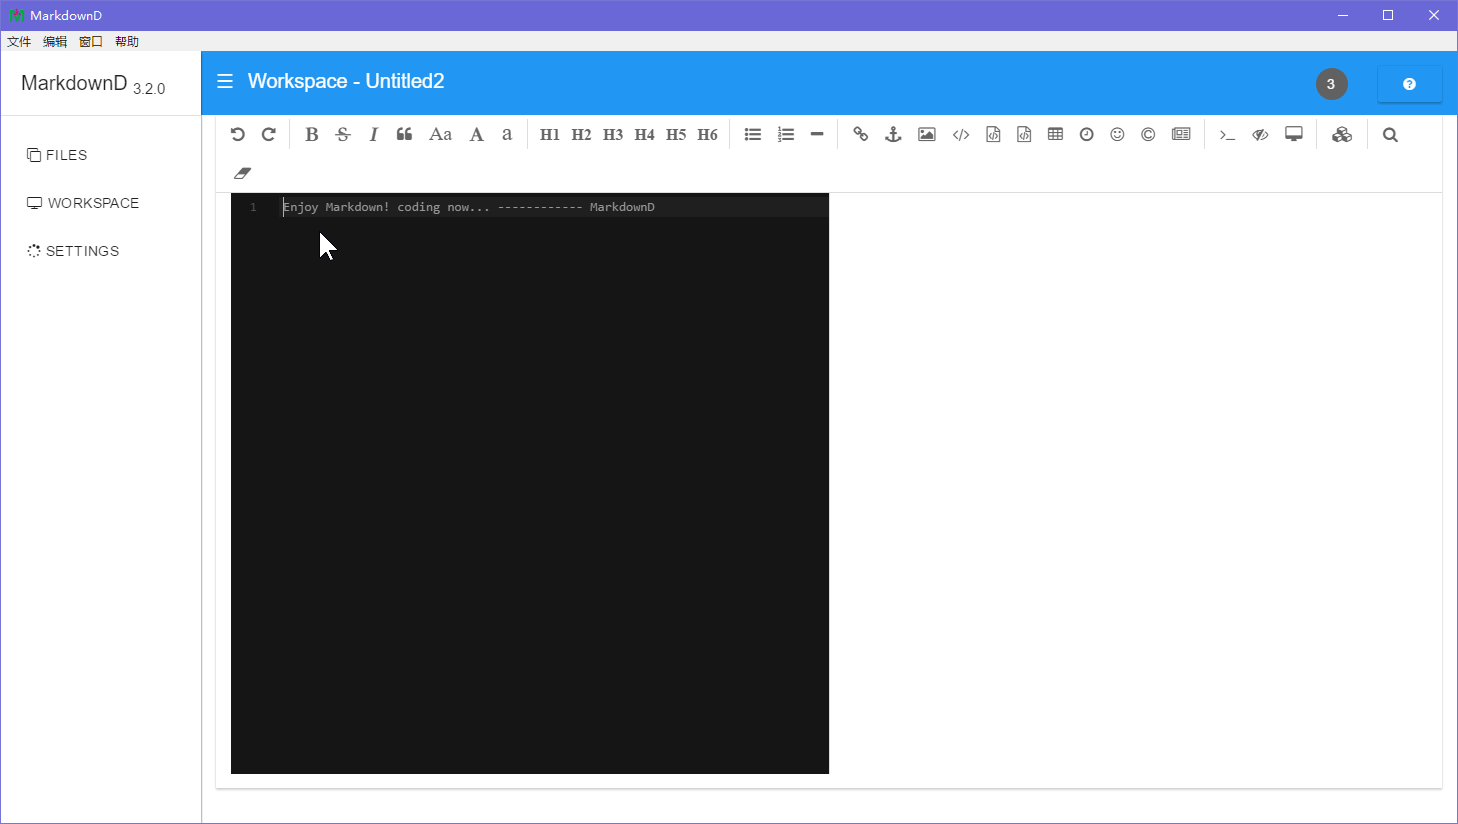 MarkdownD
文件 编辑 窗口 帮助
MarkdownD 3.2.0
Workspace - Untitled2
3
FILES
WORKSPACE
SETTINGS
B S I Aa A a H1 H2 H3 H4 H5 H6
1 Enjoy Markdown! coding now... ------------ MarkdownD